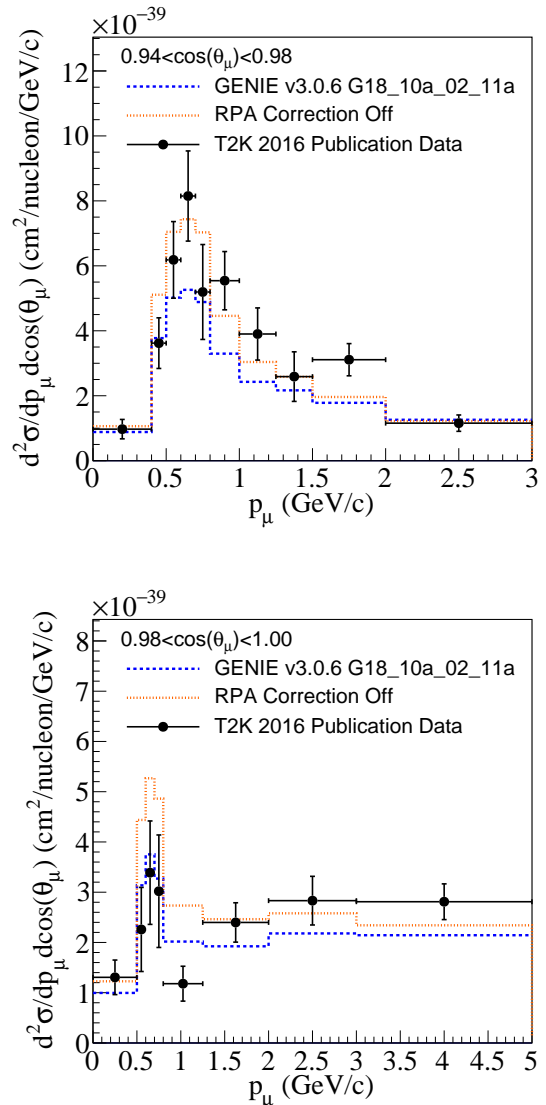 ×10⁻³⁹
0.94<cos(θμ)<0.98
GENIE v3.0.6 G18_10a_02_11a
RPA Correction Off
T2K 2016 Publication Data
d²σ/dpμ dcos(θμ) (cm²/nucleon/GeV/c)
12
10
8
6
4
2
0
0 0.5 1 1.5 2 2.5 3
pμ (GeV/c)
×10⁻³⁹
0.98<cos(θμ)<1.00
GENIE v3.0.6 G18_10a_02_11a
RPA Correction Off
T2K 2016 Publication Data
d²σ/dpμ dcos(θμ) (cm²/nucleon/GeV/c)
8
7
6
5
4
3
2
1
0
0 0.5 1 1.5 2 2.5 3 3.5 4 4.5 5
pμ (GeV/c)